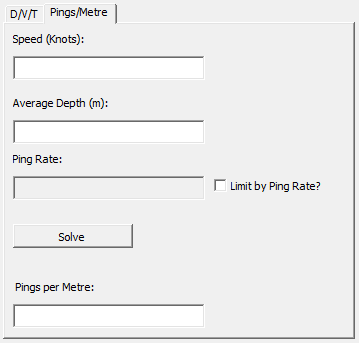 D/V/T Pings/Metre
Speed (Knots):
Average Depth (m):
Ping Rate:
Limit by Ping Rate?
Solve
Pings per Metre: